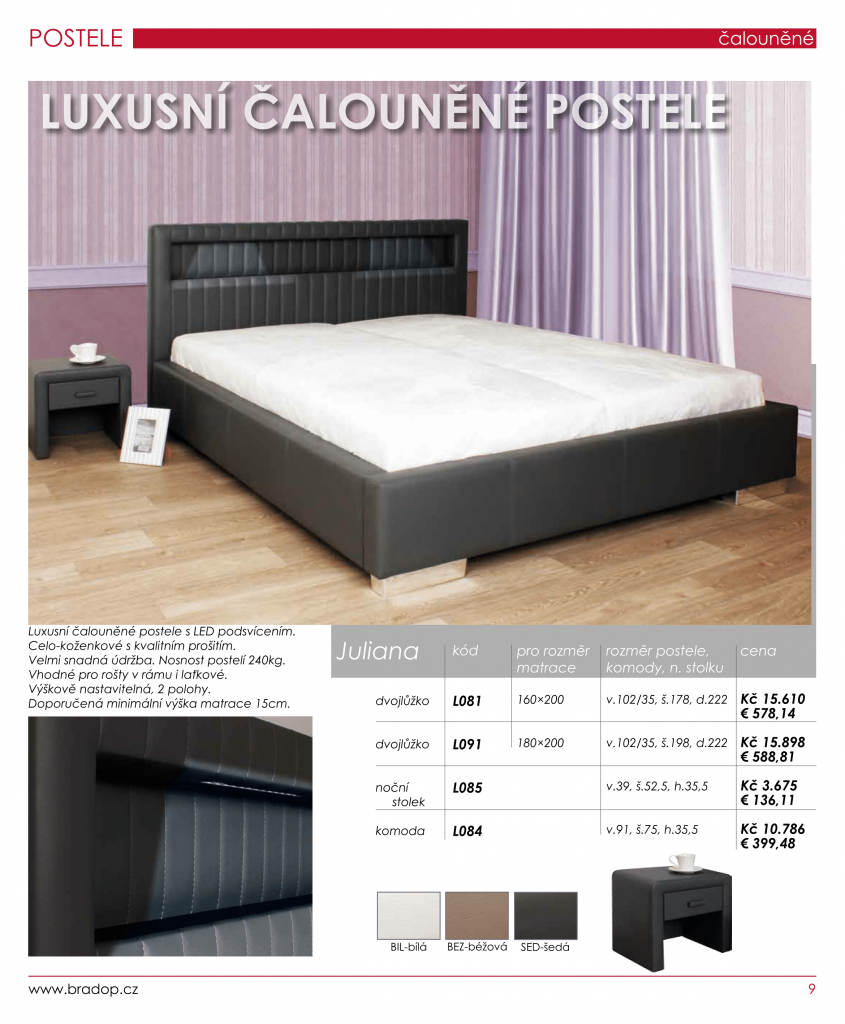 POSTELE
čalouněné
LUXUSNÍ ČALOUNĚNÉ POSTELE
Luxusní čalouněné postele s LED podsvícením.
Celo-koženkové s kvalitním prošitím.
Velmi snadná údržba. Nosnost postelí 240kg.
Vhodné pro rošty v rámu i laťkové.
Výškově nastavitelná, 2 polohy.
Doporučená minimální výška matrace 15cm.
Juliana kód pro rozměr matrace rozměr postele, komody, n. stolku cena
dvojlůžko L081 160×200 v.102/35, š.178, d.222 Kč 15.610
€ 578,14
dvojlůžko L091 180×200 v.102/35, š.198, d.222 Kč 15.898
€ 588,81
noční stolek L085 v.39, š.52,5, h.35,5 Kč 3.675
€ 136,11
komoda L084 v.91, š.75, h.35,5 Kč 10.786
€ 399,48
BIL-bílá BEZ-béžová SED-šedá
www.bradop.cz 9